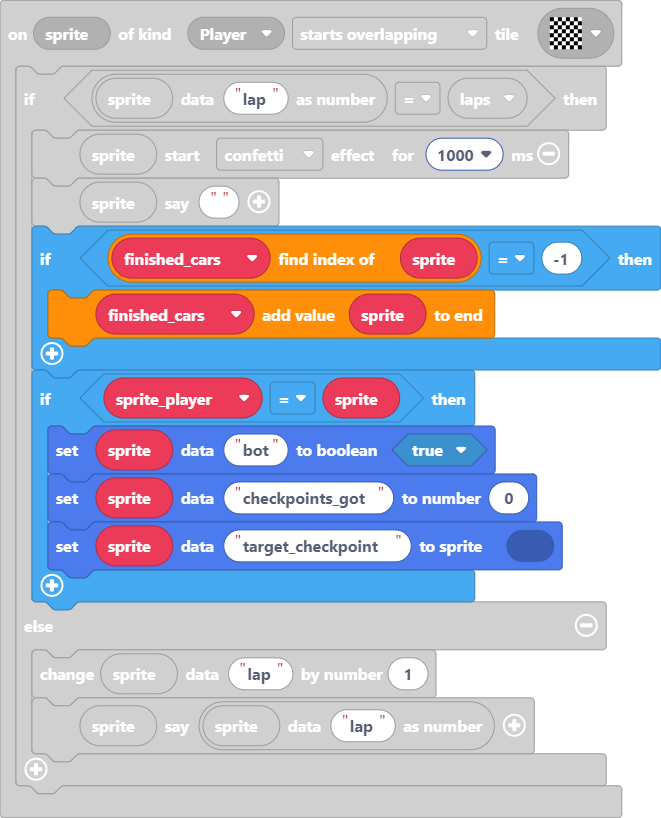 on sprite of kind Player starts overlapping tile
if sprite data "lap" as number = laps then
sprite start confetti effect for 1000 ms
sprite say " "
if finished_cars find index of sprite = -1 then
finished_cars add value sprite to end
if sprite_player = sprite then
set sprite data "bot" to boolean true
set sprite data "checkpoints_got" to number 0
set sprite data "target_checkpoint" to sprite
else
change sprite data "lap" by number 1
sprite say sprite data "lap" as number